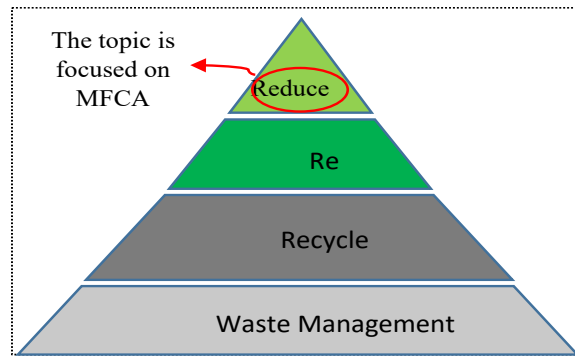 The topic is
focused on
MFCA
Reduce
Re
Recycle
Waste Management